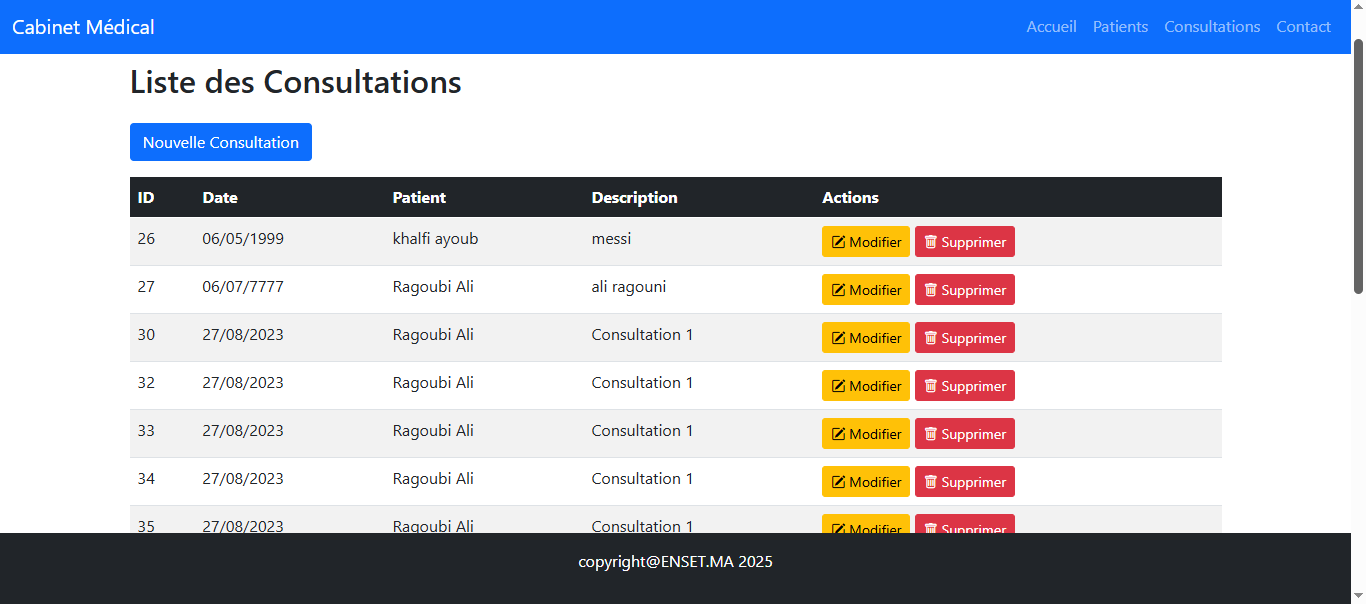 Cabinet Médical Accueil Patients Consultations Contact
Liste des Consultations
Nouvelle Consultation
ID Date Patient Description Actions
26 06/05/1999 khalfi ayoub messi Modifier Supprimer
27 06/07/7777 Ragoubi Ali ali ragouni Modifier Supprimer
30 27/08/2023 Ragoubi Ali Consultation 1 Modifier Supprimer
32 27/08/2023 Ragoubi Ali Consultation 1 Modifier Supprimer
33 27/08/2023 Ragoubi Ali Consultation 1 Modifier Supprimer
34 27/08/2023 Ragoubi Ali Consultation 1 Modifier Supprimer
35 27/08/2023 Ragoubi Ali Consultation 1 Modifier Supprimer
copyright@ENSET.MA 2025